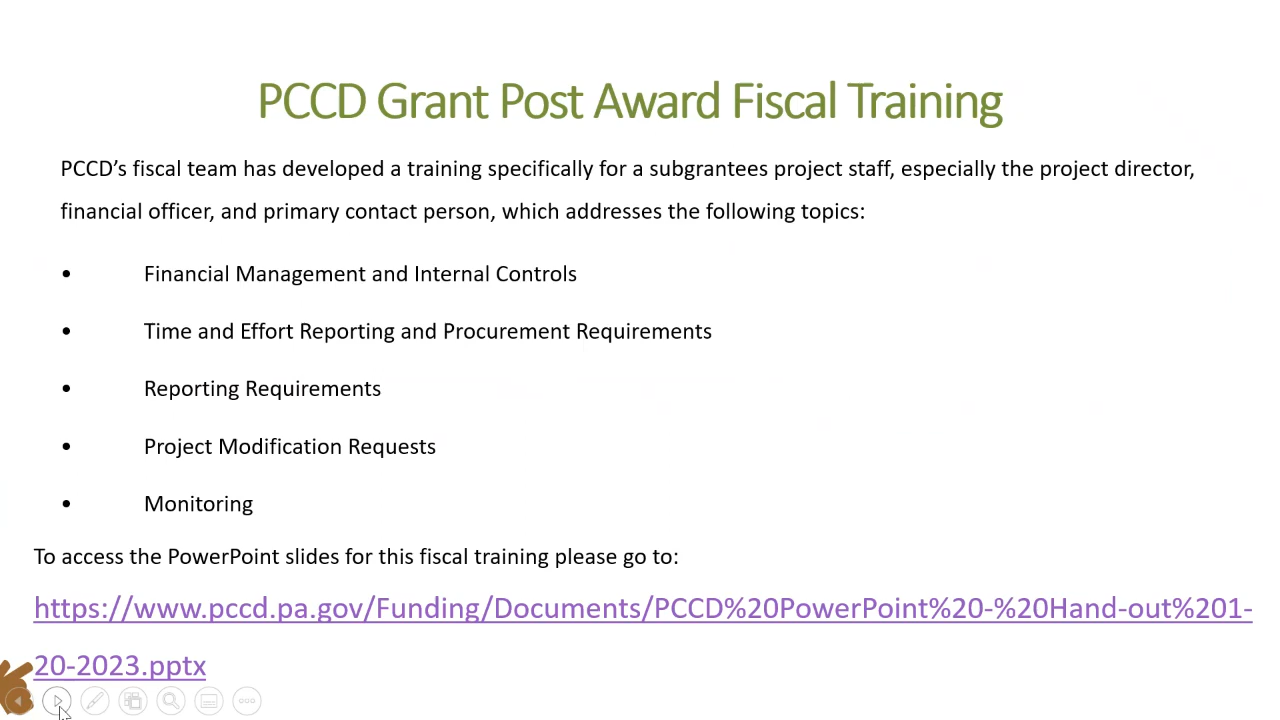 PCCD Grant Post Award Fiscal Training
PCCD’s fiscal team has developed a training specifically for a subgrantees project staff, especially the project director,
financial officer, and primary contact person, which addresses the following topics:
• Financial Management and Internal Controls
• Time and Effort Reporting and Procurement Requirements
• Reporting Requirements
• Project Modification Requests
• Monitoring
To access the PowerPoint slides for this fiscal training please go to:
https://www.pccd.pa.gov/Funding/Documents/PCCD%20PowerPoint%20-%20Hand-out%201-
20-2023.pptx